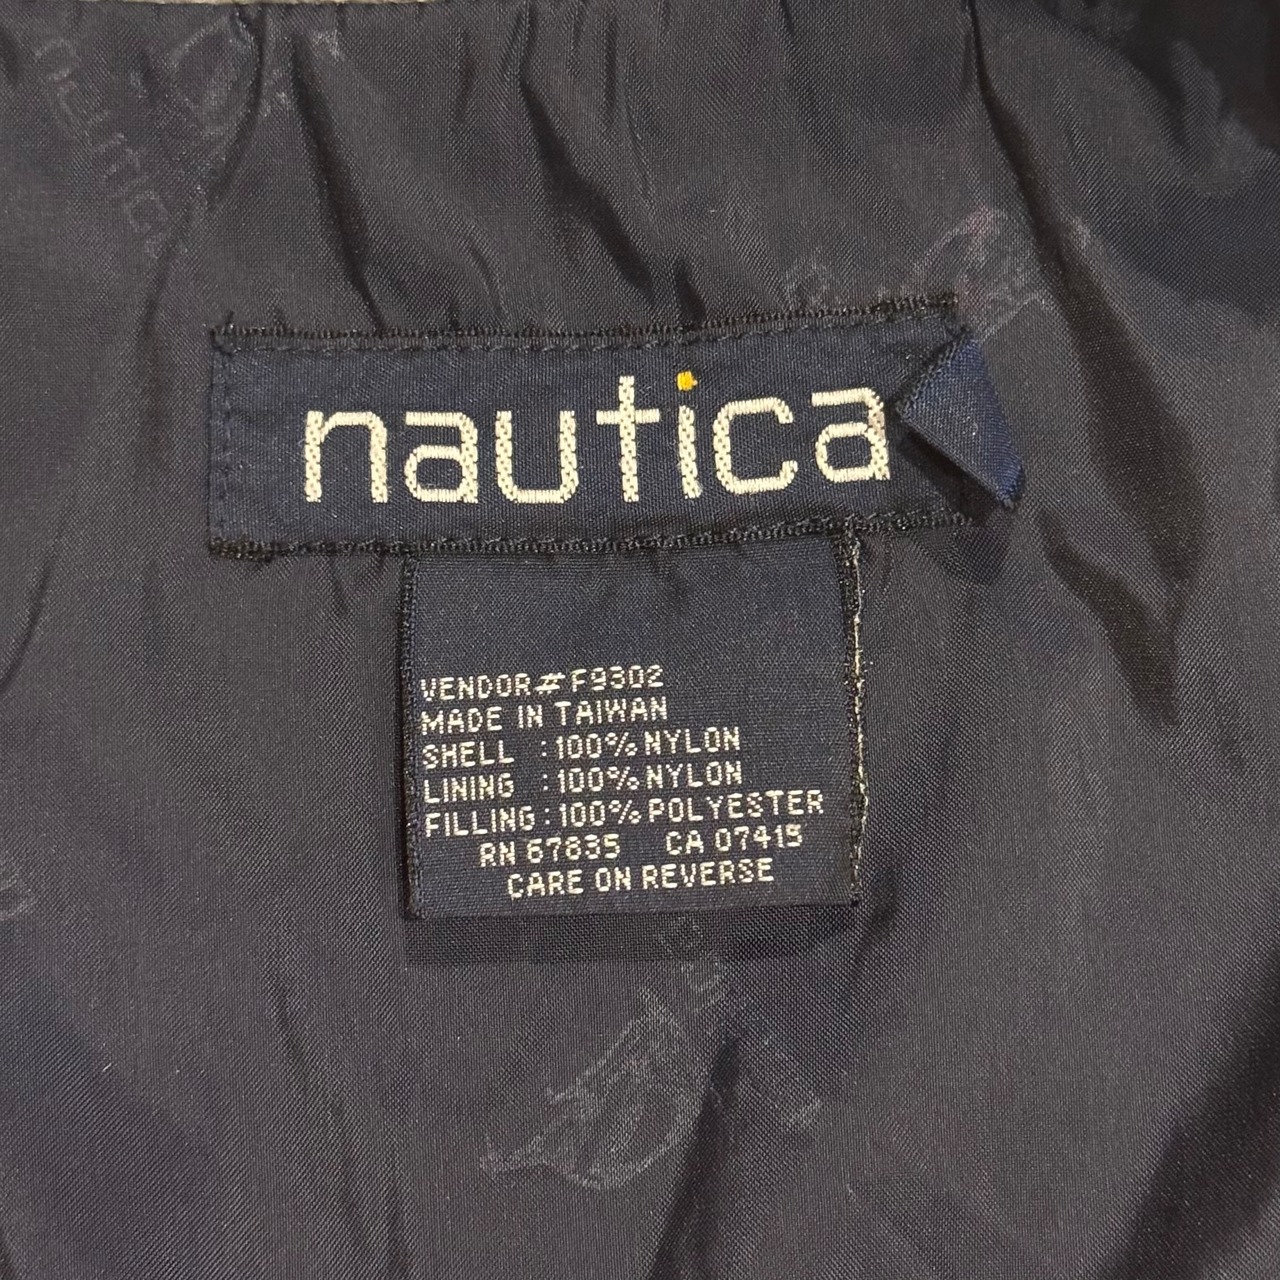 nautica
nautica
VENDOR# F9302
MADE IN TAIWAN
SHELL : 100% NYLON
LINING : 100% NYLON
FILLING : 100% POLYESTER
RN 67835 CA 07415
CARE ON REVERSE